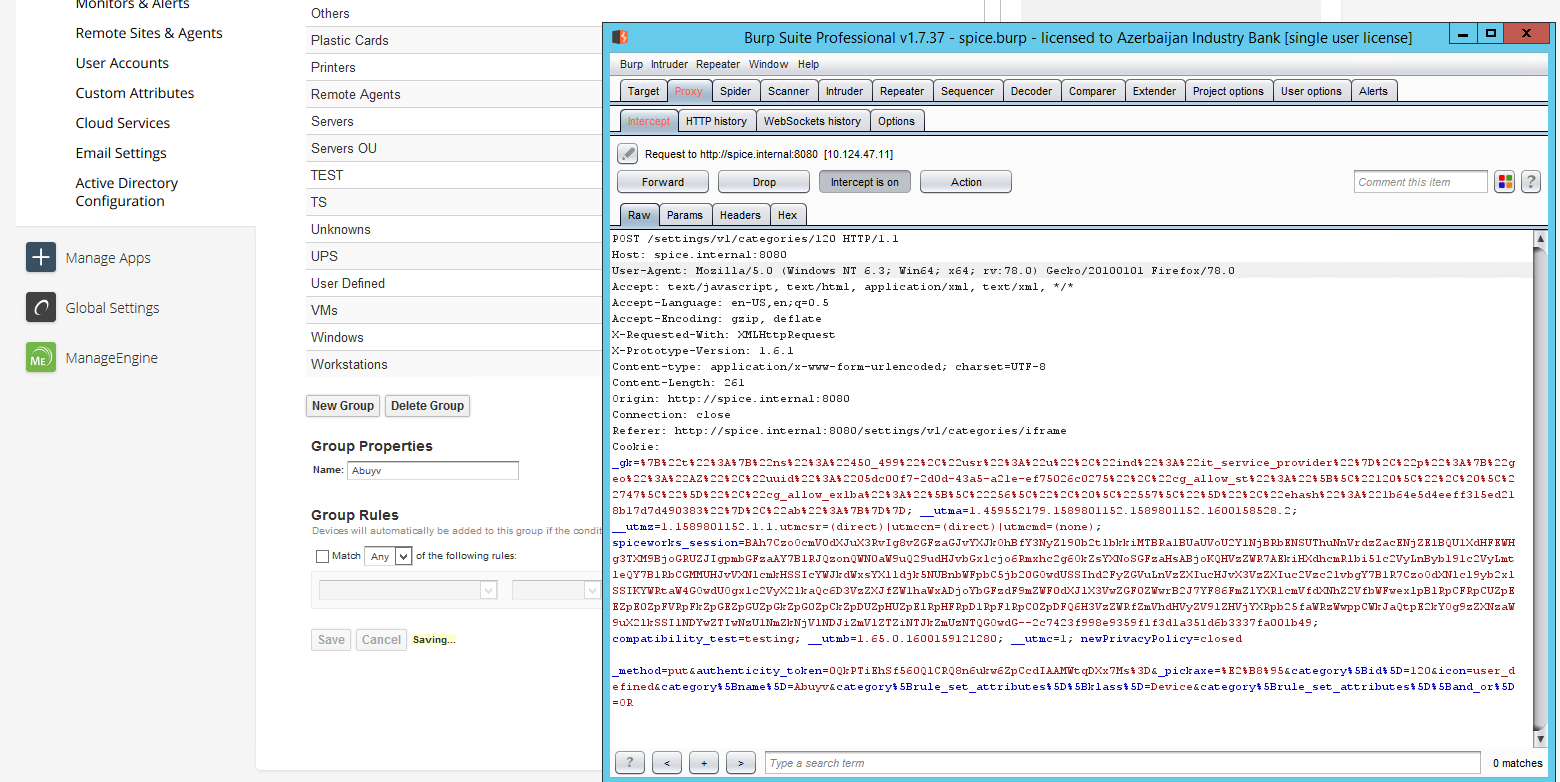 Monitors & Alerts
Remote Sites & Agents
User Accounts
Custom Attributes
Cloud Services
Email Settings
Active Directory
Configuration
Manage Apps
Global Settings
ME
ManageEngine
Others
Plastic Cards
Printers
Remote Agents
Servers
Servers OU
TEST
TS
Unknowns
UPS
User Defined
VMs
Windows
Workstations
New Group Delete Group
Group Properties
Name: Abuyv
Group Rules
Devices will automatically be added to this group if the condit
Match Any of the following rules:
Save Cancel Saving...
Burp Suite Professional v1.7.37 - spice.burp - licensed to Azerbaijan Industry Bank [single user license]
Burp Intruder Repeater Window Help
Target Proxy Spider Scanner Intruder Repeater Sequencer Decoder Comparer Extender Project options User options Alerts
Intercept HTTP history WebSockets history Options
Request to http://spice.internal:8080 [10.124.47.11]
Forward Drop Intercept is on Action Comment this item ?
Raw Params Headers Hex
POST /settings/v1/categories/120 HTTP/1.1
Host: spice.internal:8080
User-Agent: Mozilla/5.0 (Windows NT 6.3; Win64; x64; rv:78.0) Gecko/20100101 Firefox/78.0
Accept: text/javascript, text/html, application/xml, text/xml, */*
Accept-Language: en-US,en;q=0.5
Accept-Encoding: gzip, deflate
X-Requested-With: XMLHttpRequest
X-Prototype-Version: 1.6.1
Content-type: application/x-www-form-urlencoded; charset=UTF-8
Content-Length: 261
Origin: http://spice.internal:8080
Connection: close
Referer: http://spice.internal:8080/settings/v1/categories/iframe
Cookie:
_gk=%7B%22t%22%3A%7B%22ns%22%3A%22450_499%22%2C%22usr%22%3A%22u%22%2C%22ind%22%3A%22it_service_provider%22%7D%2C%22p%22%3A%7B%22g
eo%22%3A%22AZ%22%2C%22uuid%22%3A%2205dc00f7-2d0d-43a5-a21e-ef75026c0275%22%2C%22cg_allow_st%22%3A%22%5B%5C%22120%5C%22%2C%20%5C%2
2747%5C%22%5D%22%2C%22cg_allow_ex1ba%22%3A%22%5B%5C%22256%5C%22%2C%20%5C%22557%5C%22%5D%22%2C%22ehash%22%3A%221b64e5d4eeff315ed21
8b17d7d490383%22%7D%2C%22ab%22%3A%7B%7D%7D; __utma=1.459552179.1589801152.1589801152.1600158528.2;
__utmz=1.1589801152.1.1.utmcsr=(direct)|utmccn=(direct)|utmcmd=(none);
compatibility_test=testing; __utmb=1.65.0.1600159121280; __utmc=1; newPrivacyPolicy=closed
_method=put&authenticity_token=OQkPTiEhSf56OQlCRQ8n6ukw6ZpCcdIAAMWtqDXx7Ms%3D&_pickaxe=%E2%B8%95&category%5Bid%5D=120&icon=user_d
efined&category%5Bname%5D=Abuyv&category%5Brule_set_attributes%5D%5Bklass%5D=Device&category%5Brule_set_attributes%5D%5Band_or%5D
=OR
? < + > Type a search term 0 matches